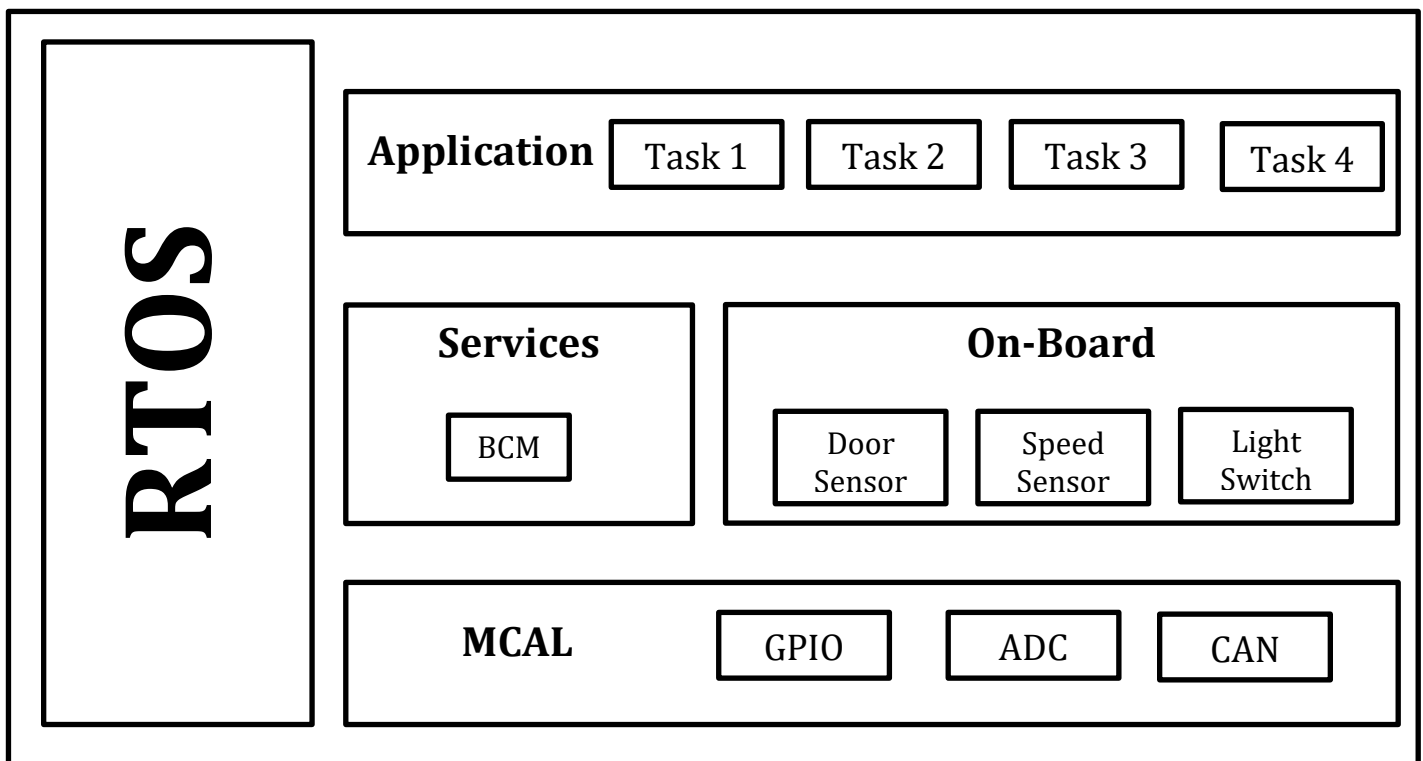 RTOS
Application
Task 1
Task 2
Task 3
Task 4
Services
BCM
On-Board
Door
Sensor
Speed
Sensor
Light
Switch
MCAL
GPIO
ADC
CAN